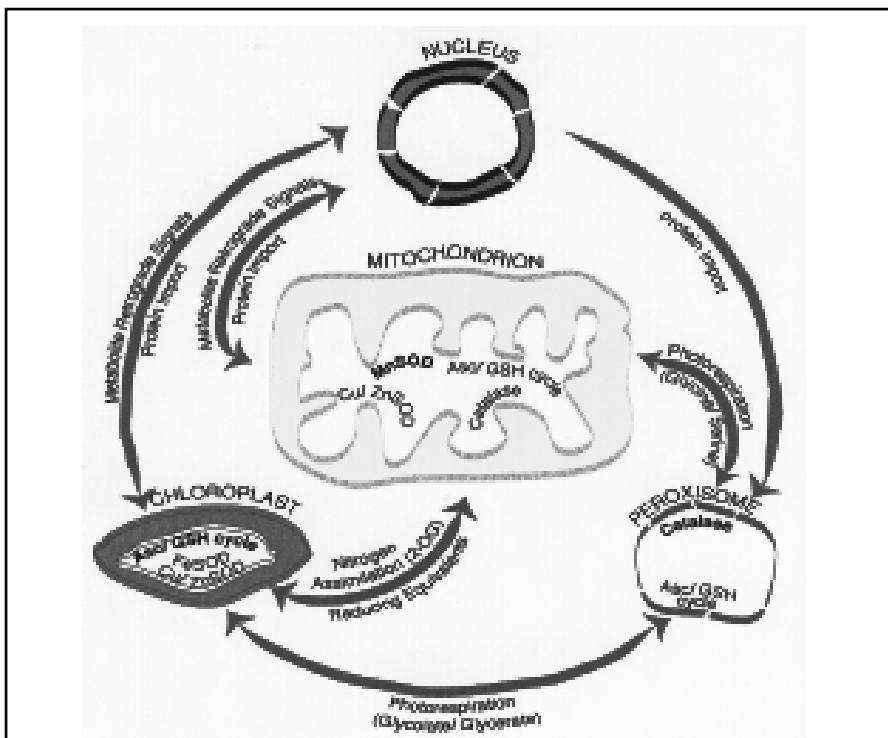 NUCLEUS
Metabolite Retrograde Signals
Protein Import
Metabolite Retrograde Signals
Protein Import
Protein Import
MITOCHONDRION
MnSOD
Asc/ GSH cycle
Cu/ ZnSOD
Catalase
Photorespiration
(Glycine/ Serine)
CHLOROPLAST
Asc/ GSH cycle
FeSOD
Cu/ ZnSOD
PEROXISOME
Catalase
Asc/ GSH
cycle
Nitrogen
Assimilation (2-OG)
Reducing Equivalents
Photorespiration
(Glycolate/ Glycerate)